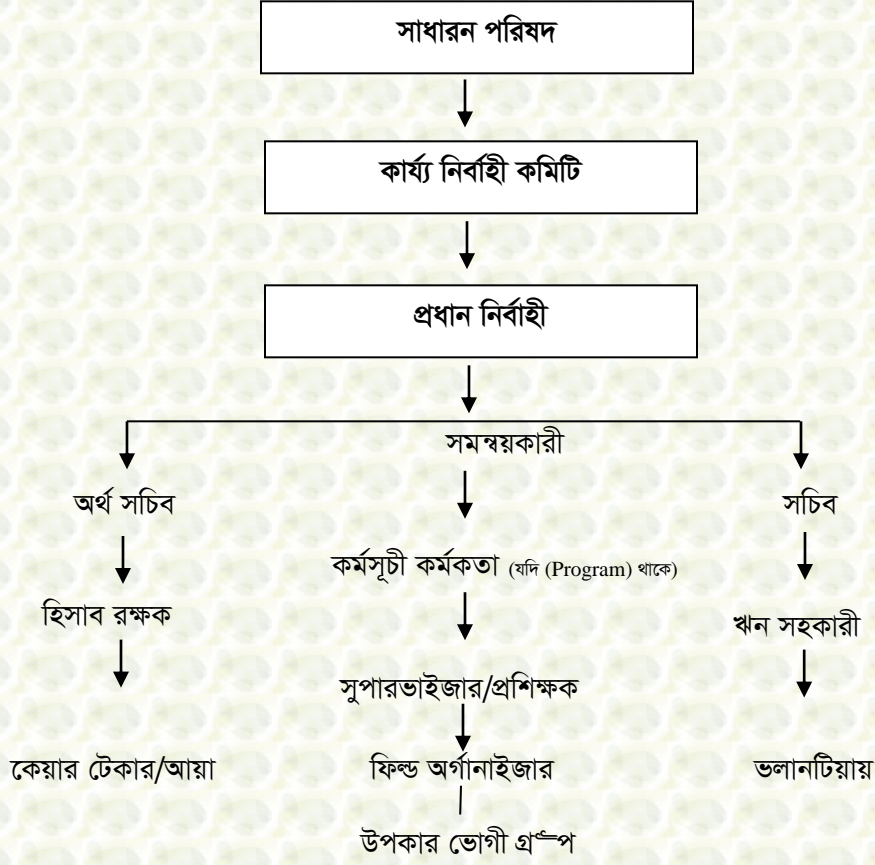 সাধারন পরিষদ
কার্য্য নির্বাহী কমিটি
প্রধান নির্বাহী
সমন্বয়কারী
অর্থ সচিব
সচিব
কর্মসূচী কর্মকতা (যদি (Program) থাকে)
হিসাব রক্ষক
ঋন সহকারী
সুপারভাইজার/প্রশিক্ষক
কেয়ার টেকার/আয়া
ফিল্ড অর্গানাইজার
ভলানটিয়ায়
উপকার ভোগী গ্রুপ